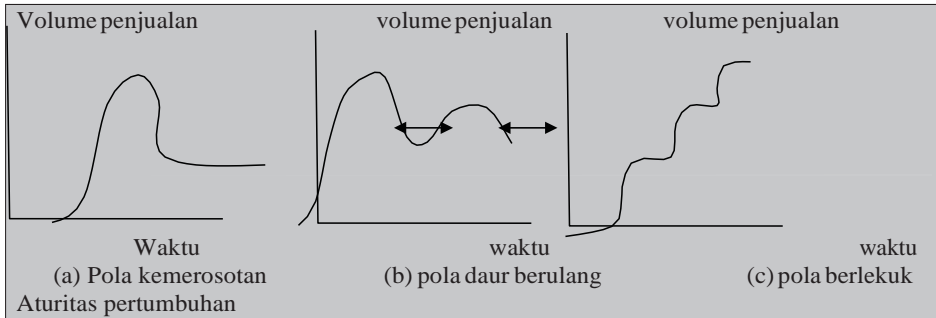 Volume penjualan volume penjualan volume penjualan
Waktu waktu waktu
(a) Pola kemerosotan (b) pola daur berulang (c) pola berlekuk
Aturitas pertumbuhan